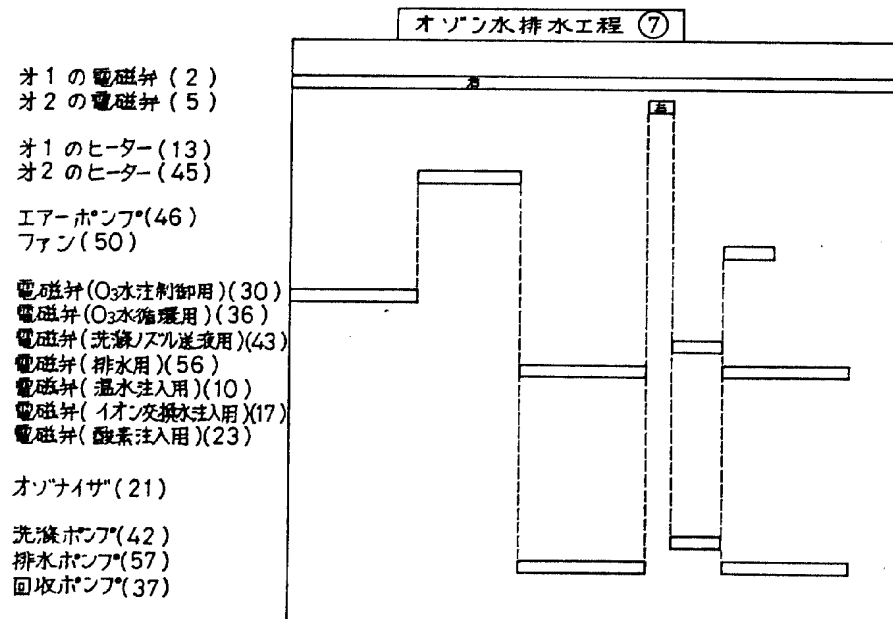 オゾン水排水工程 ⑦
オ1の電磁弁(2)
オ2の電磁弁(5)
オ1のヒーター(13)
オ2のヒーター(45)
エアーポンプ(46)
ファン(50)
電磁弁(O₃水注制御用)(30)
電磁弁(O₃水循環用)(36)
電磁弁(洗滌ノズル送液用)(43)
電磁弁(排水用)(56)
電磁弁(温水注入用)(10)
電磁弁(イオン交換水注入用)(17)
電磁弁(酸素注入用)(23)
オゾナイザ(21)
洗滌ポンプ(42)
排水ポンプ(57)
回収ポンプ(37)